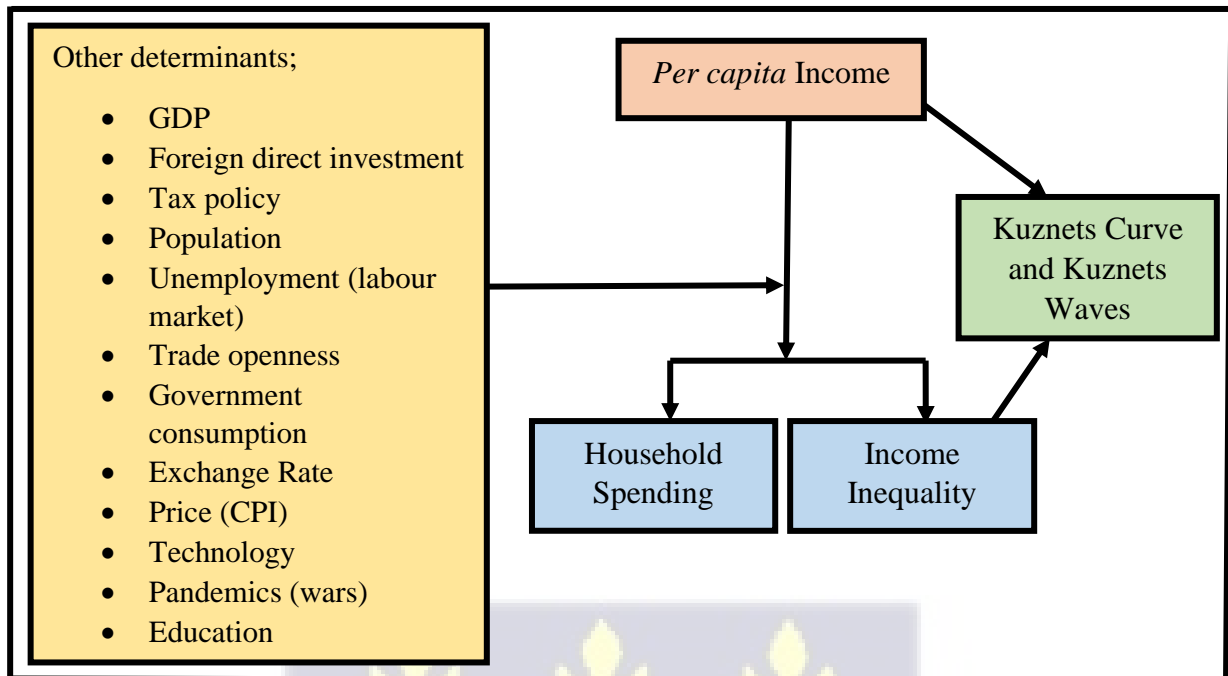 Other determinants;
• GDP
• Foreign direct investment
• Tax policy
• Population
• Unemployment (labour
market)
• Trade openness
• Government
consumption
• Exchange Rate
• Price (CPI)
• Technology
• Pandemics (wars)
• Education
Per capita Income
Kuznets Curve
and Kuznets
Waves
Household
Spending
Income
Inequality